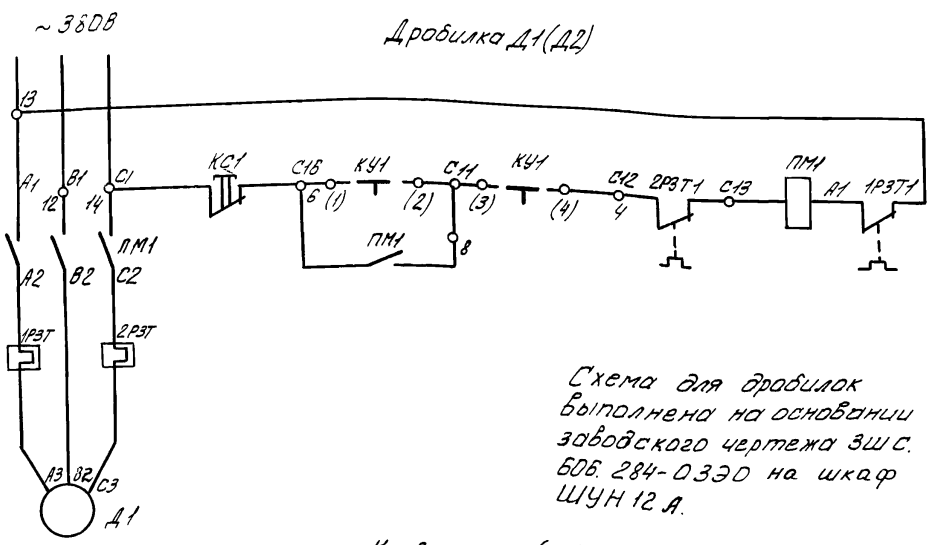 ~ 380В
Дробилка Д1(Д2)
13
А1
В1
С1
12
14
КС1
С1Б
6
(1)
КУ1
(2)
С11
(3)
КУ1
(4)
С12
4
2РЗТ1
С13
ПМ1
А1
1РЗТ1
ПМ1
8
ПМ1
А2
В2
С2
1РЗТ
2РЗТ
А3
В2
С3
Д1
Схема для дробилок
выполнена на основании
заводского чертежа ЗШС.
606. 284-03ЭО на шкаф
ШУН 12 А.